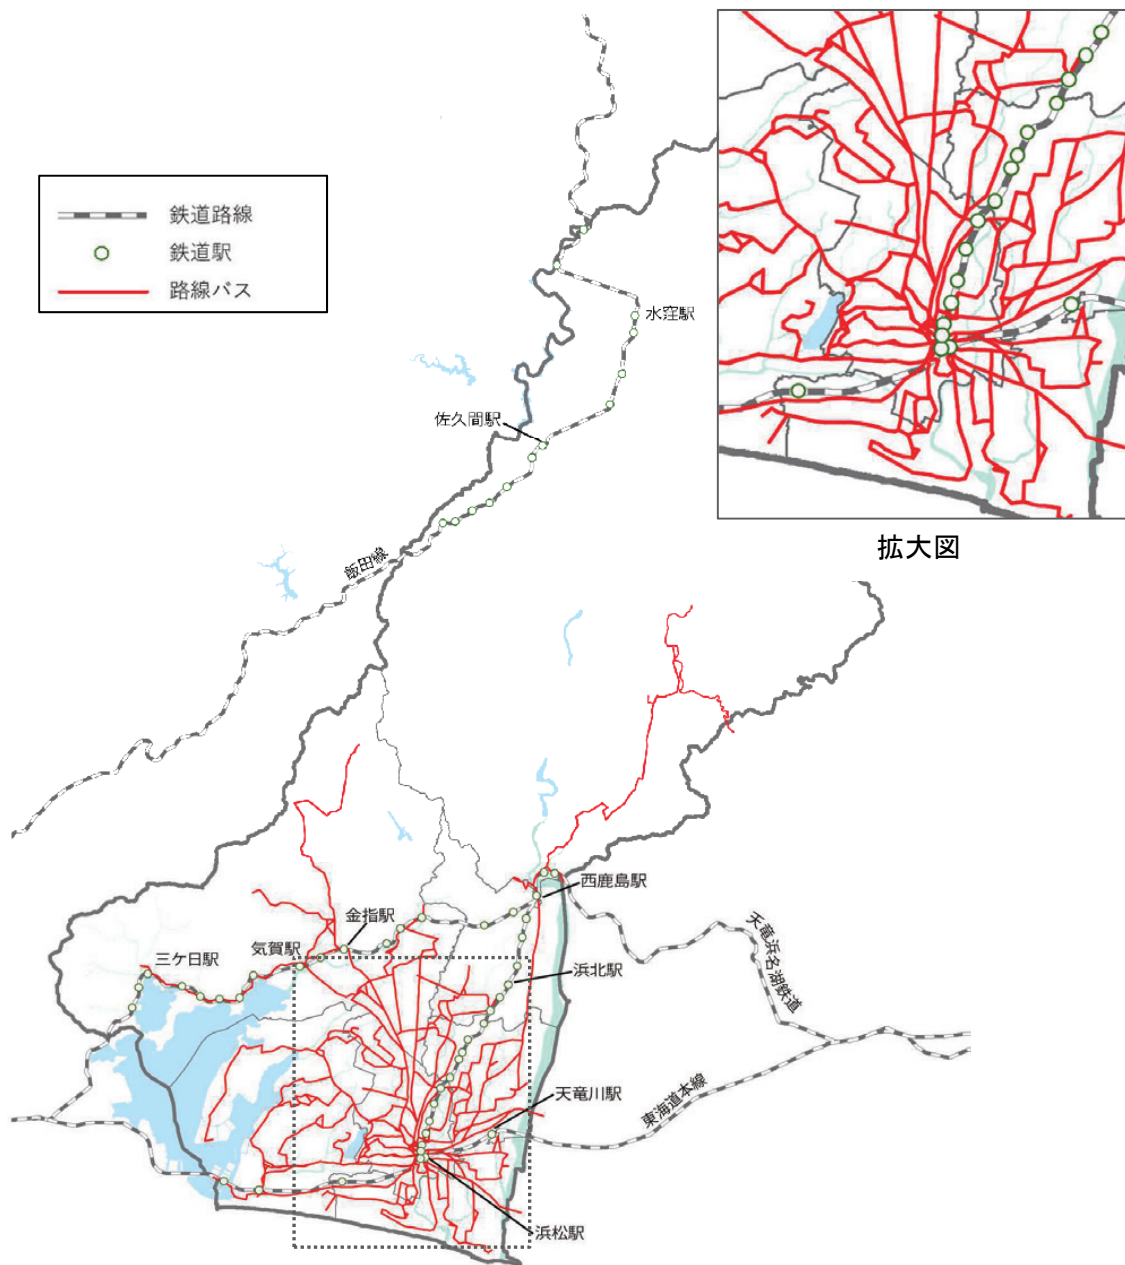 鉄道路線
鉄道駅
路線バス
水窪駅
佐久間駅
拡大図
飯田線
西鹿島駅
金指駅
気賀駅
三ケ日駅
浜北駅
天竜浜名湖鉄道
天竜川駅
東海道本線
浜松駅